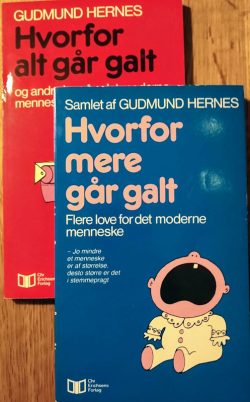 GUDMUND HERNES
Hvorfor
alt går galt
og andre
menneske
Chr
Erichsens
Forlag
Samlet af GUDMUND HERNES
Hvorfor
mere
går galt
Flere love for det moderne
menneske
– Jo mindre
et menneske
er af størrelse,
desto større er det
i stemmepragt
Chr
Erichsens
Forlag